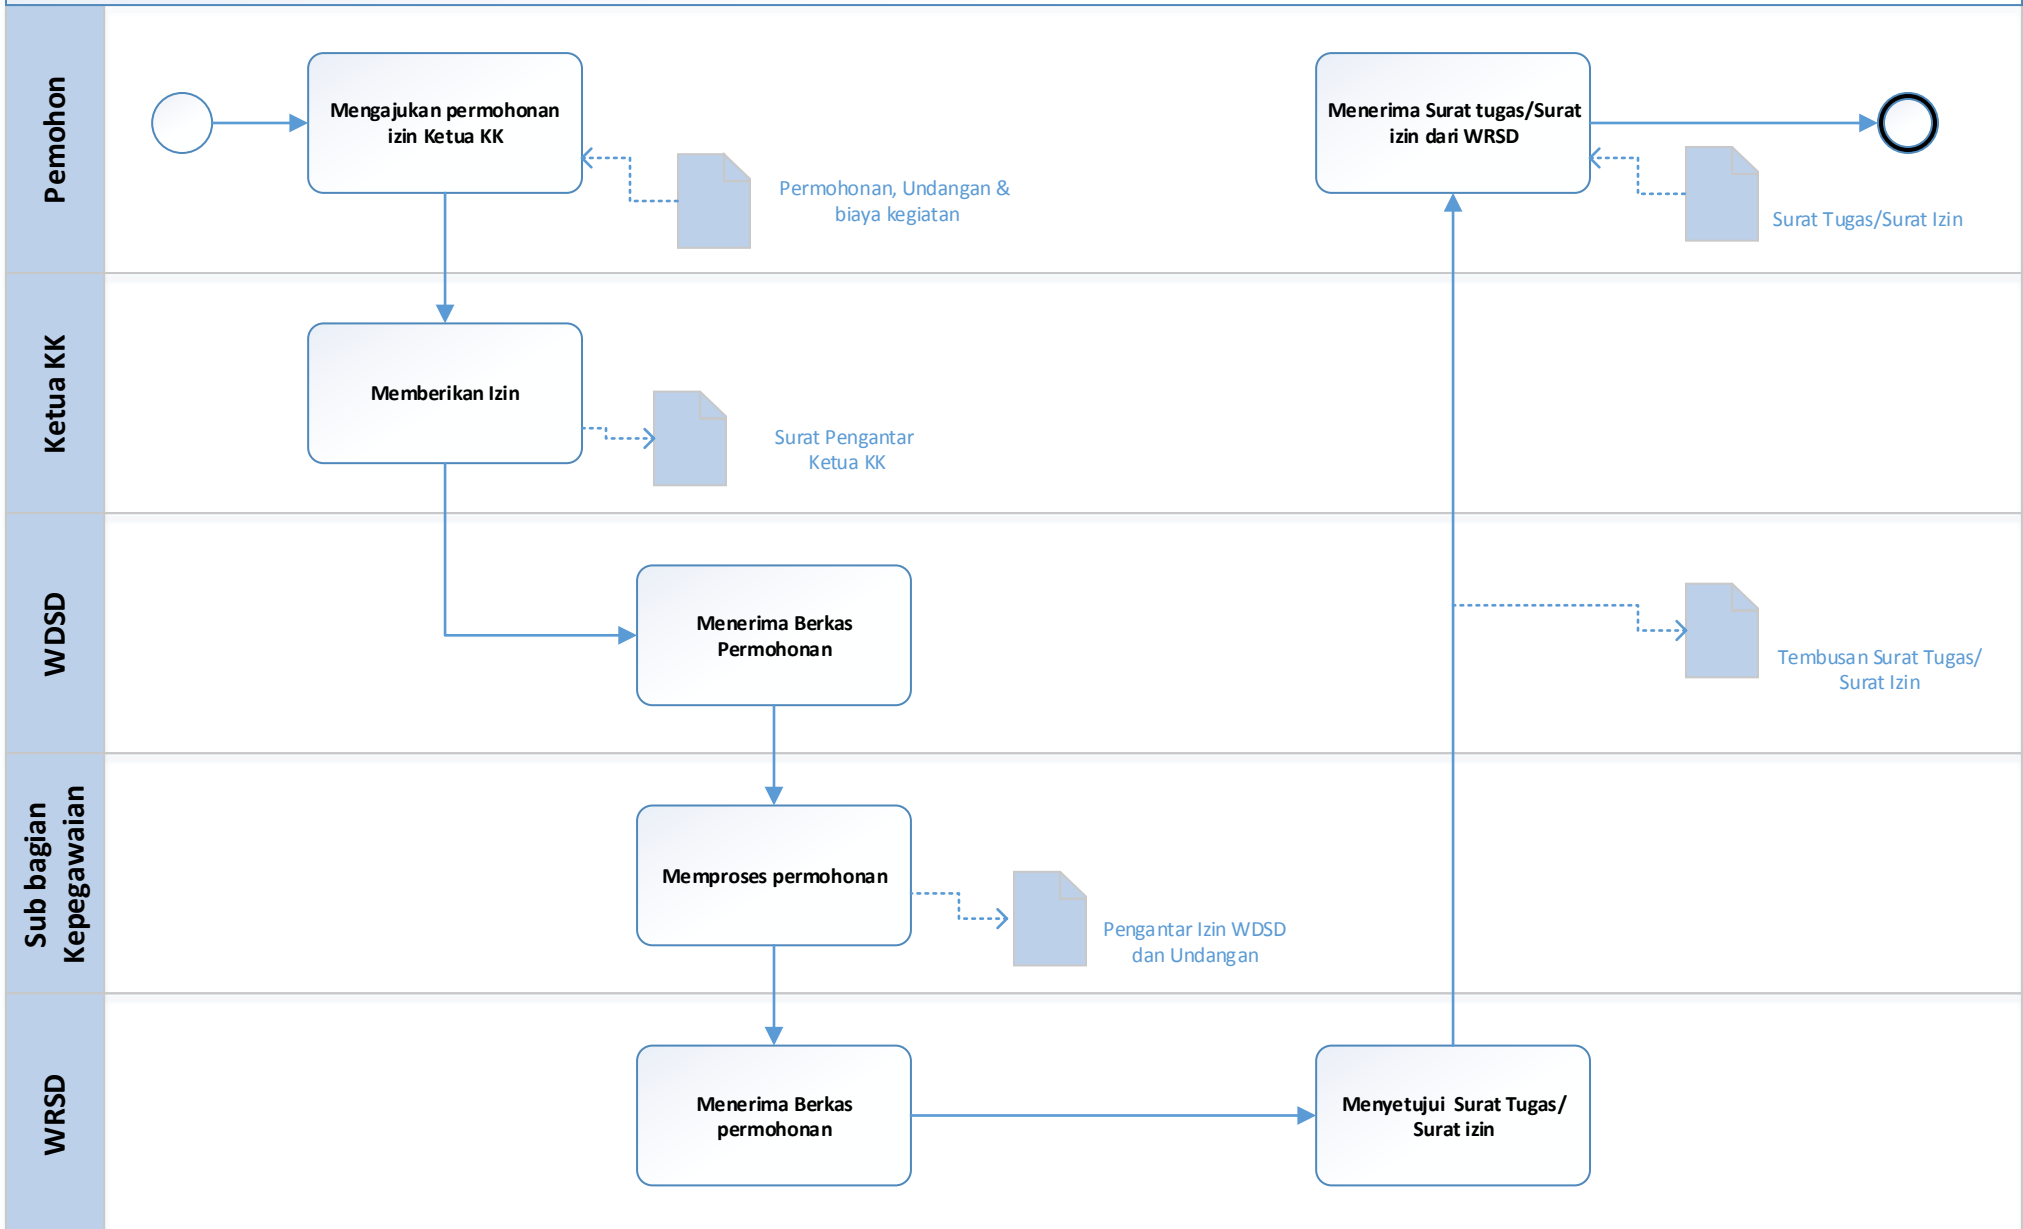 Pemohon
Mengajukan permohonan
izin Ketua KK
Permohonan, Undangan &
biaya kegiatan
Menerima Surat tugas/Surat
izin dari WRSD
Surat Tugas/Surat Izin
Ketua KK
Memberikan Izin
Surat Pengantar
Ketua KK
WDSD
Menerima Berkas
Permohonan
Tembusan Surat Tugas/
Surat Izin
Sub bagian
Kepegawaian
Memproses permohonan
Pengantar Izin WDSD
dan Undangan
WRSD
Menerima Berkas
permohonan
Menyetujui Surat Tugas/
Surat izin